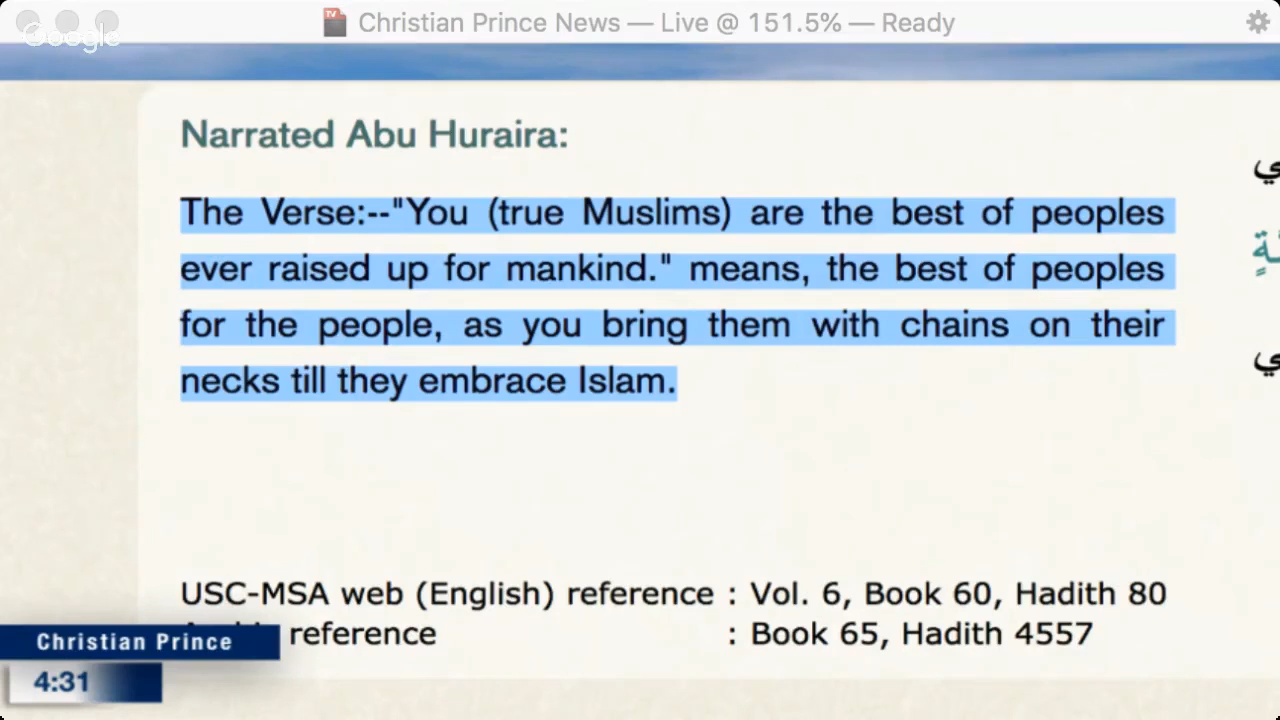 Christian Prince News — Live @ 151.5% — Ready
Google
Narrated Abu Huraira:
The Verse:--"You (true Muslims) are the best of peoples
ever raised up for mankind." means, the best of peoples
for the people, as you bring them with chains on their
necks till they embrace Islam.
USC-MSA web (English) reference : Vol. 6, Book 60, Hadith 80
reference : Book 65, Hadith 4557
Christian Prince
4:31